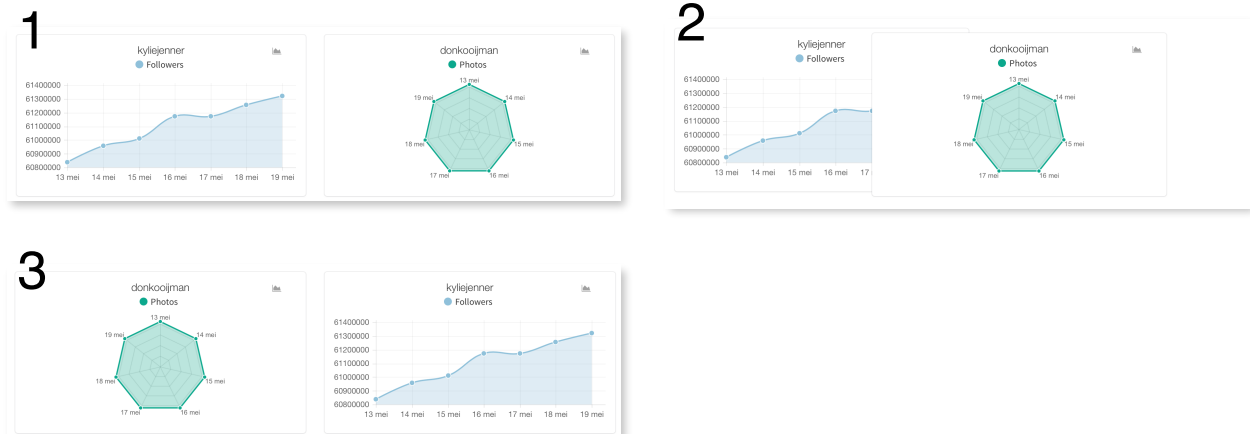 1
kyliejenner
Followers
61400000
61300000
61200000
61100000
61000000
60900000
60800000
13 mei 14 mei 15 mei 16 mei 17 mei 18 mei 19 mei
donkooijman
Photos
13 mei
19 mei 14 mei
18 mei 15 mei
17 mei 16 mei
2
kyliejenner
Followers
61400000
61300000
61200000
61100000
61000000
60900000
60800000
13 mei 14 mei 15 mei 16 mei 17
donkooijman
Photos
13 mei
19 mei 14 mei
18 mei 15 mei
17 mei 16 mei
3
donkooijman
Photos
13 mei
19 mei 14 mei
18 mei 15 mei
17 mei 16 mei
kyliejenner
Followers
61400000
61300000
61200000
61100000
61000000
60900000
60800000
13 mei 14 mei 15 mei 16 mei 17 mei 18 mei 19 mei